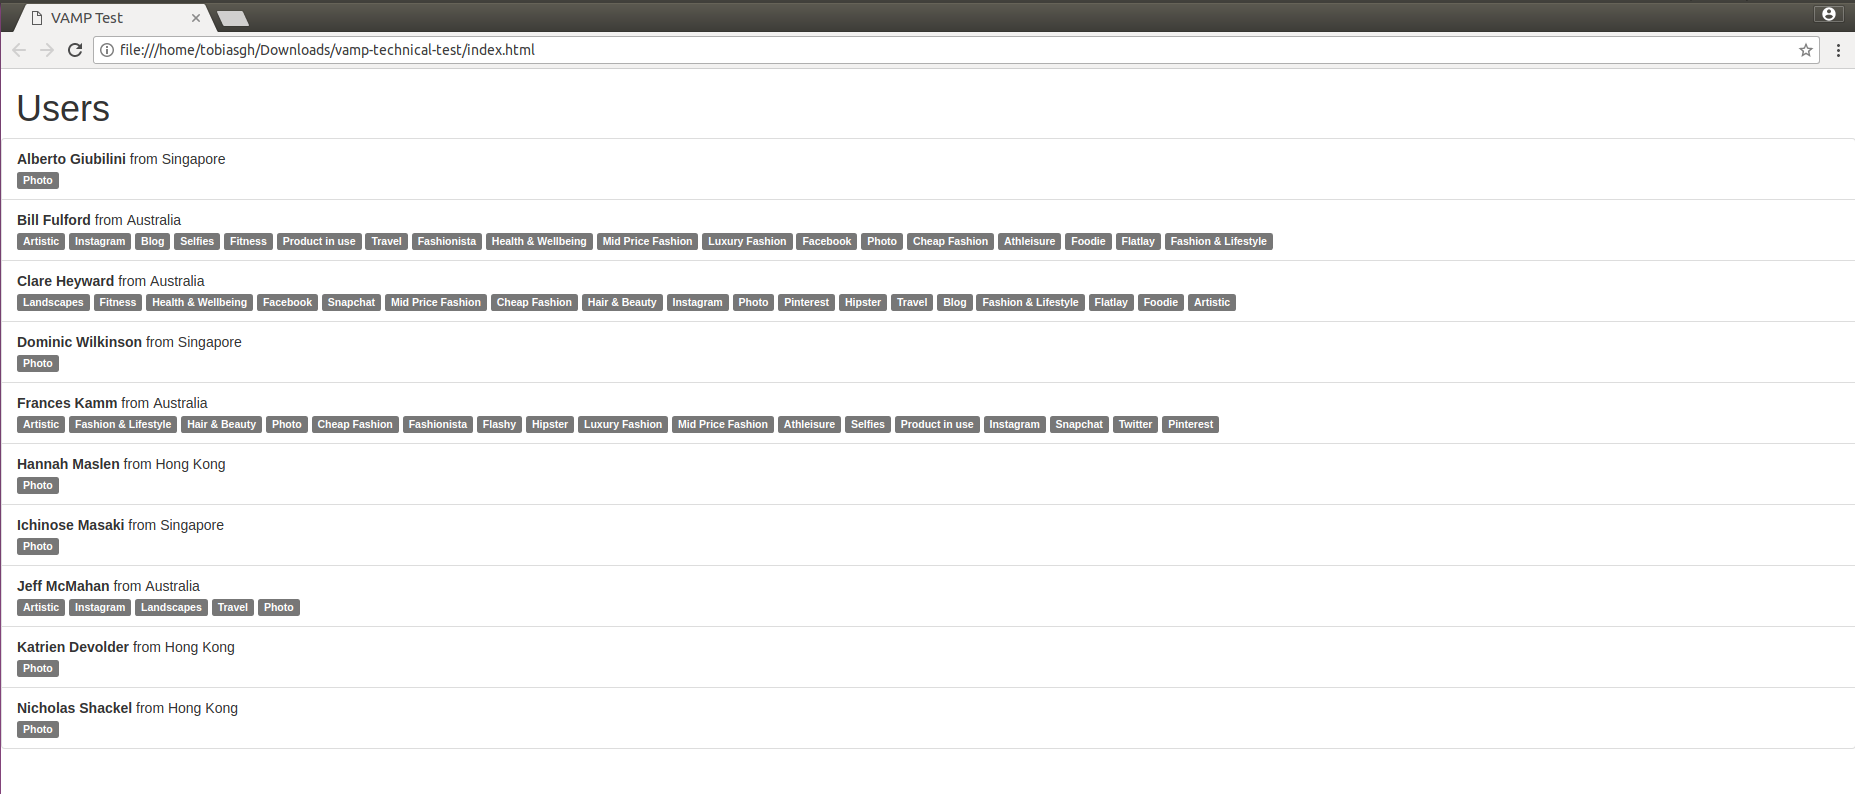 VAMP Test
file:///home/tobiasgh/Downloads/vamp-technical-test/index.html
Users
Alberto Giubilini from Singapore
Photo
Bill Fulford from Australia
Artistic Instagram Blog Selfies Fitness Product in use Travel Fashionista Health & Wellbeing Mid Price Fashion Luxury Fashion Facebook Photo Cheap Fashion Athleisure Foodie Flatlay Fashion & Lifestyle
Clare Heyward from Australia
Landscapes Fitness Health & Wellbeing Facebook Snapchat Mid Price Fashion Cheap Fashion Hair & Beauty Instagram Photo Pinterest Hipster Travel Blog Fashion & Lifestyle Flatlay Foodie Artistic
Dominic Wilkinson from Singapore
Photo
Frances Kamm from Australia
Artistic Fashion & Lifestyle Hair & Beauty Photo Cheap Fashion Fashionista Flashy Hipster Luxury Fashion Mid Price Fashion Athleisure Selfies Product in use Instagram Snapchat Twitter Pinterest
Hannah Maslen from Hong Kong
Photo
Ichinose Masaki from Singapore
Photo
Jeff McMahan from Australia
Artistic Instagram Landscapes Travel Photo
Katrien Devolder from Hong Kong
Photo
Nicholas Shackel from Hong Kong
Photo